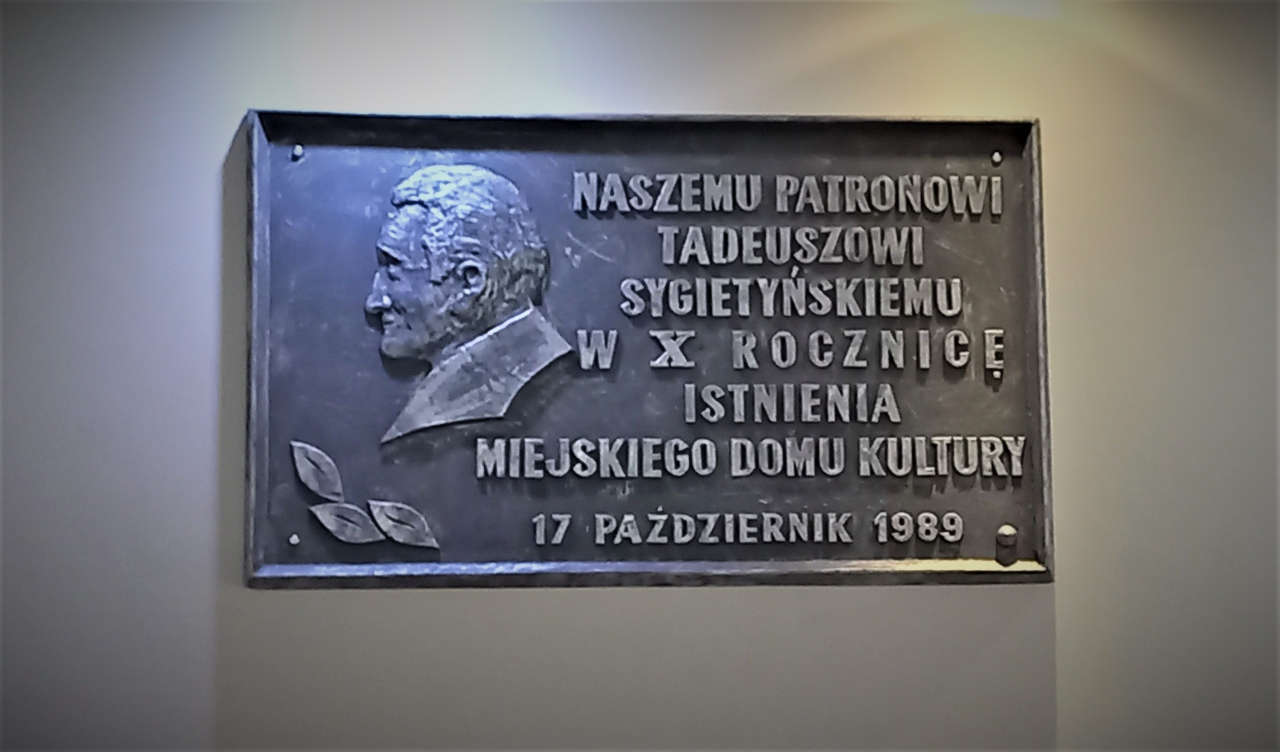 NASZEMU PATRONOWI
TADEUSZOWI
SYGIETYŃSKIEMU
W X ROCZNICĘ
ISTNIENIA
MIEJSKIEGO DOMU KULTURY
17 PAŹDZIERNIK 1989